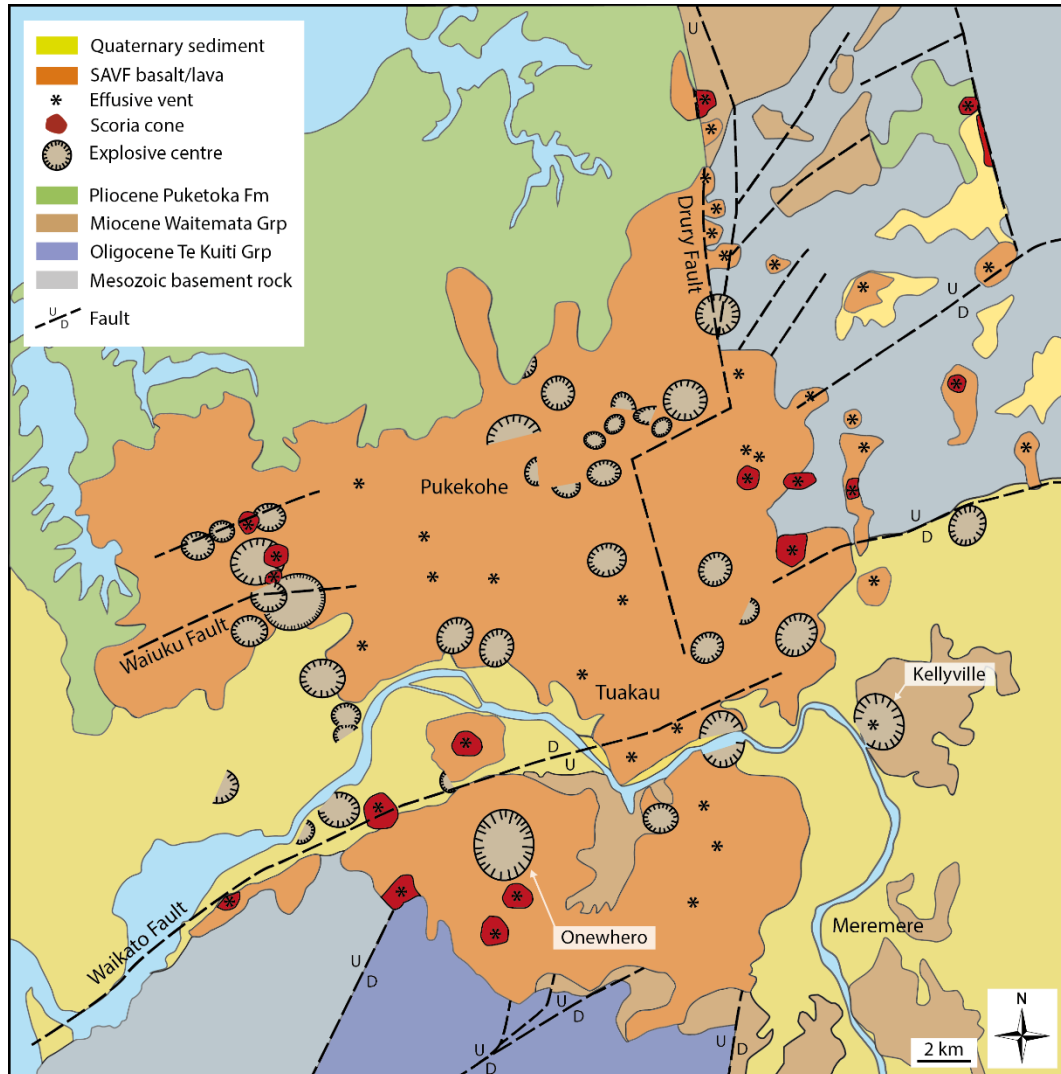 Quaternary sediment
SAVF basalt/lava
* Effusive vent
Scoria cone
Explosive centre
Pliocene Puketoka Fm
Miocene Waitemata Grp
Oligocene Te Kuiti Grp
Mesozoic basement rock
U
D
Fault
U
D
Drury Fault
U
D
Pukekohe
U
D
Waiuku Fault
Tuakau
Kellyville
D
U
Waikato Fault
Onewhero
Meremere
U
D
U
D
U
D
U
D
N
2 km